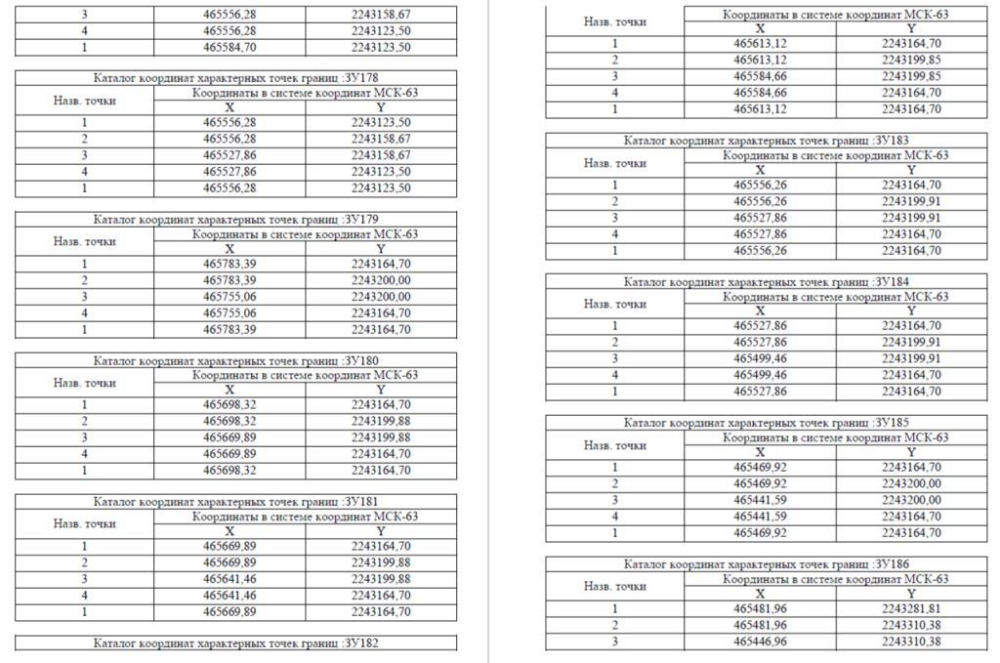 3 465556,28 2243158,67
4 465556,28 2243123,50
1 465584,70 2243123,50
Каталог координат характерных точек границ :ЗУ178
Назв. точки Координаты в системе координат МСК-63
X Y
1 465556,28 2243123,50
2 465556,28 2243158,67
3 465527,86 2243158,67
4 465527,86 2243123,50
1 465556,28 2243123,50
Каталог координат характерных точек границ :ЗУ179
Назв. точки Координаты в системе координат МСК-63
X Y
1 465783,39 2243164,70
2 465783,39 2243200,00
3 465755,06 2243200,00
4 465755,06 2243164,70
1 465783,39 2243164,70
Каталог координат характерных точек границ :ЗУ180
Назв. точки Координаты в системе координат МСК-63
X Y
1 465698,32 2243164,70
2 465698,32 2243199,88
3 465669,89 2243199,88
4 465669,89 2243164,70
1 465698,32 2243164,70
Каталог координат характерных точек границ :ЗУ181
Назв. точки Координаты в системе координат МСК-63
X Y
1 465669,89 2243164,70
2 465669,89 2243199,88
3 465641,46 2243199,88
4 465641,46 2243164,70
1 465669,89 2243164,70
Каталог координат характерных точек границ :ЗУ182
Назв. точки Координаты в системе координат МСК-63
X Y
1 465613,12 2243164,70
2 465613,12 2243199,85
3 465584,66 2243199,85
4 465584,66 2243164,70
1 465613,12 2243164,70
Каталог координат характерных точек границ :ЗУ183
Назв. точки Координаты в системе координат МСК-63
X Y
1 465556,26 2243164,70
2 465556,26 2243199,91
3 465527,86 2243199,91
4 465527,86 2243164,70
1 465556,26 2243164,70
Каталог координат характерных точек границ :ЗУ184
Назв. точки Координаты в системе координат МСК-63
X Y
1 465527,86 2243164,70
2 465527,86 2243199,91
3 465499,46 2243199,91
4 465499,46 2243164,70
1 465527,86 2243164,70
Каталог координат характерных точек границ :ЗУ185
Назв. точки Координаты в системе координат МСК-63
X Y
1 465469,92 2243164,70
2 465469,92 2243200,00
3 465441,59 2243200,00
4 465441,59 2243164,70
1 465469,92 2243164,70
Каталог координат характерных точек границ :ЗУ186
Назв. точки Координаты в системе координат МСК-63
X Y
1 465481,96 2243281,81
2 465481,96 2243310,38
3 465446,96 2243310,38